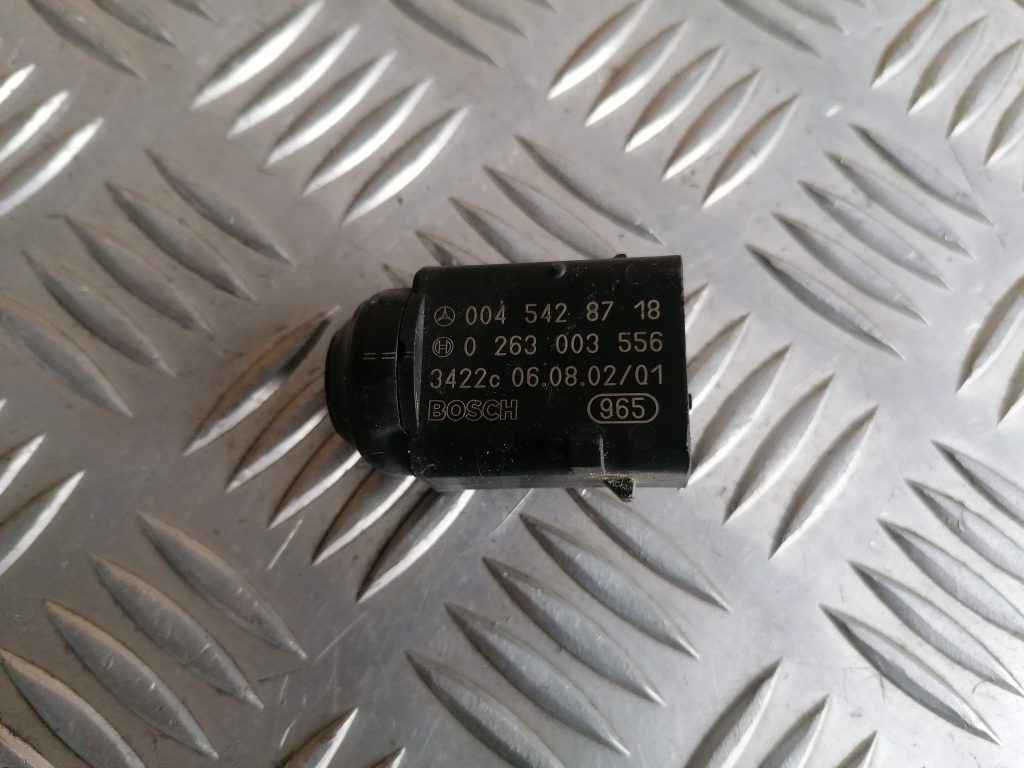 004 542 87 18
0 263 003 556
3422c 06.08.02/01
BOSCH 965